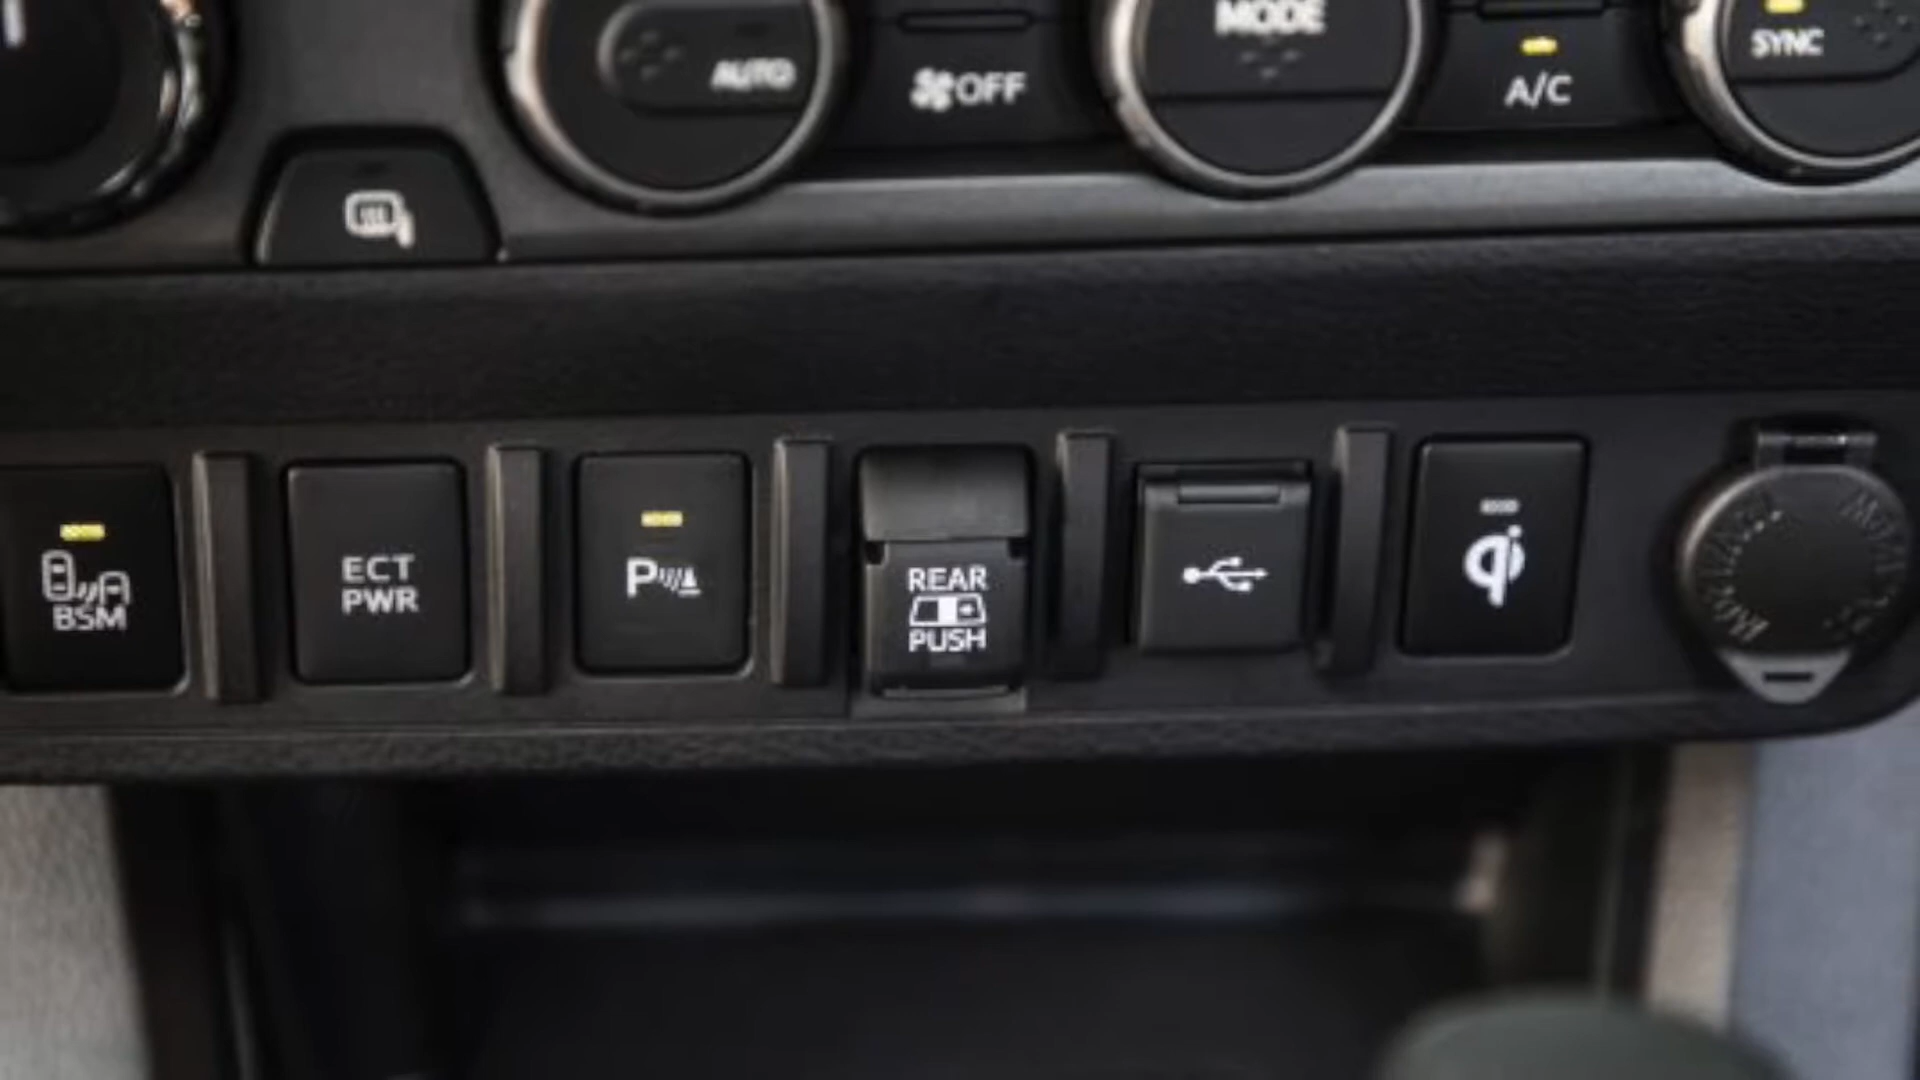 AUTO
OFF
MODE
A/C
SYNC
BSM
ECT
PWR
P
REAR
PUSH